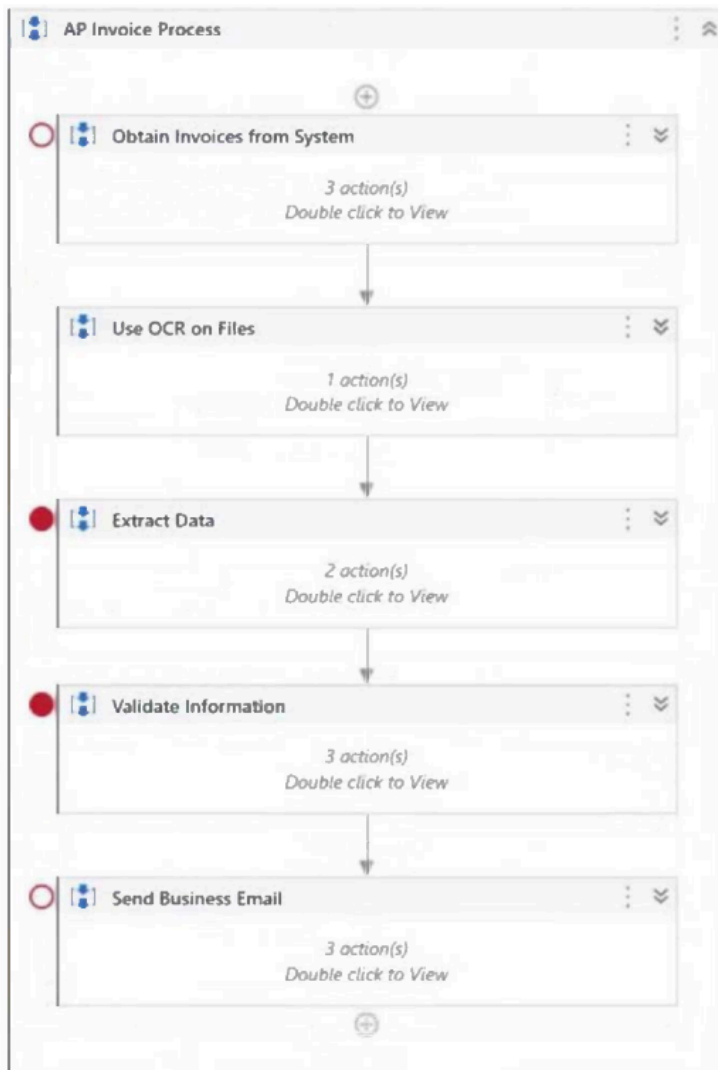 AP Invoice Process
Obtain Invoices from System
3 action(s)
Double click to View
Use OCR on Files
1 action(s)
Double click to View
Extract Data
2 action(s)
Double click to View
Validate Information
3 action(s)
Double click to View
Send Business Email
3 action(s)
Double click to View